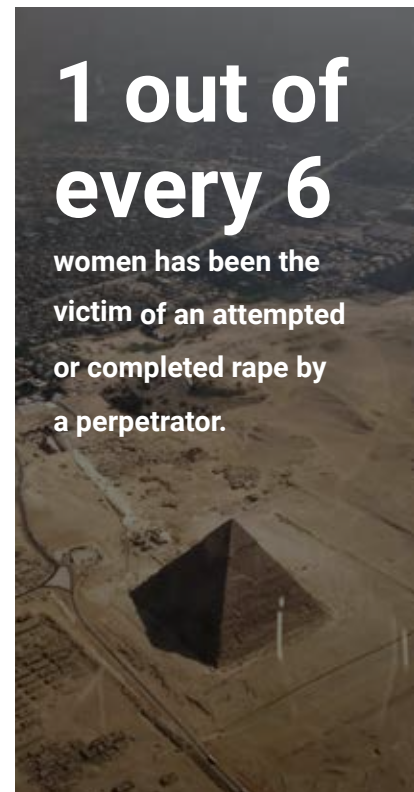 1 out of
every 6
women has been the
victim of an attempted
or completed rape by
a perpetrator.